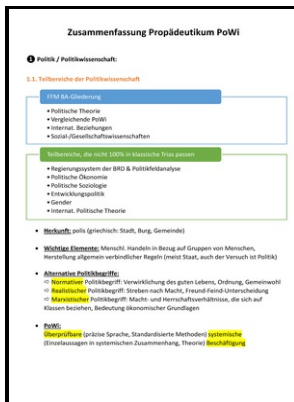 Zusammenfassung Propädeutikum PoWi
❶ Politik / Politikwissenschaft:
1.1. Teilbereiche der Politikwissenschaft
FFM BA-Gliederung
• Politische Theorie
• Vergleichende PoWi
• Internat. Beziehungen
• Sozial-/Gesellschaftswissenschaften
Teilbereiche, die nicht 100% in klassische Trias passen
• Regierungssystem der BRD & Politikfeldanalyse
• Politische Ökonomie
• Politische Soziologie
• Entwicklungspolitik
• Gender
• Internat. Politische Theorie
• Herkunft: polis (griechisch: Stadt, Burg, Gemeinde)
• Wichtige Elemente: Menschl. Handeln in Bezug auf Gruppen von Menschen,
Herstellung allgemein verbindlicher Regeln (meist Staat, auch der Versuch ist Politik)
• Alternative Politikbegriffe:
⇨ Normativer Politikbegriff: Verwirklichung des guten Lebens, Ordnung, Gemeinwohl
⇨ Realistischer Politikbegriff: Streben nach Macht, Freund-Feind-Unterscheidung
⇨ Marxistischer Politikbegriff: Macht- und Herrschaftsverhältnisse, die sich auf
Klassen beziehen, Bedeutung ökonomischer Grundlagen
• PoWi:
Überprüfbare (präzise Sprache, Standardisierte Methoden) systemische
(Einzelaussagen in systemischen Zusammenhang, Theorie) Beschäftigung